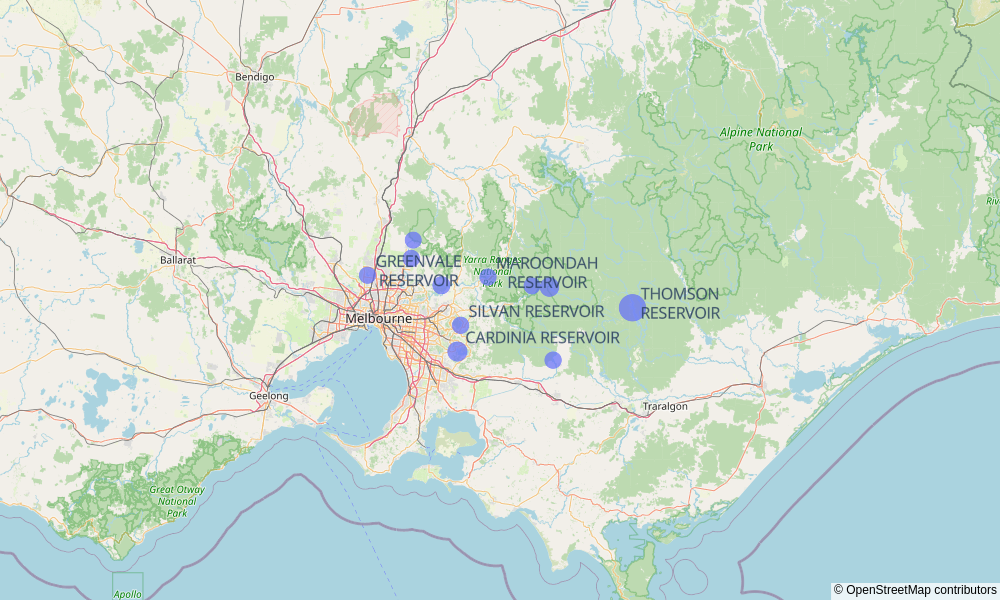 Bendigo
Alpine National
Park
Rive
Ballarat
GREENVALE
RESERVOIR
Yarra Ranges
National
Park
MAROONDAH
RESERVOIR
THOMSON
RESERVOIR
Melbourne
SILVAN RESERVOIR
CARDINIA RESERVOIR
Geelong
Traralgon
Great Otway
National
Park
Apollo
© OpenStreetMap contributors